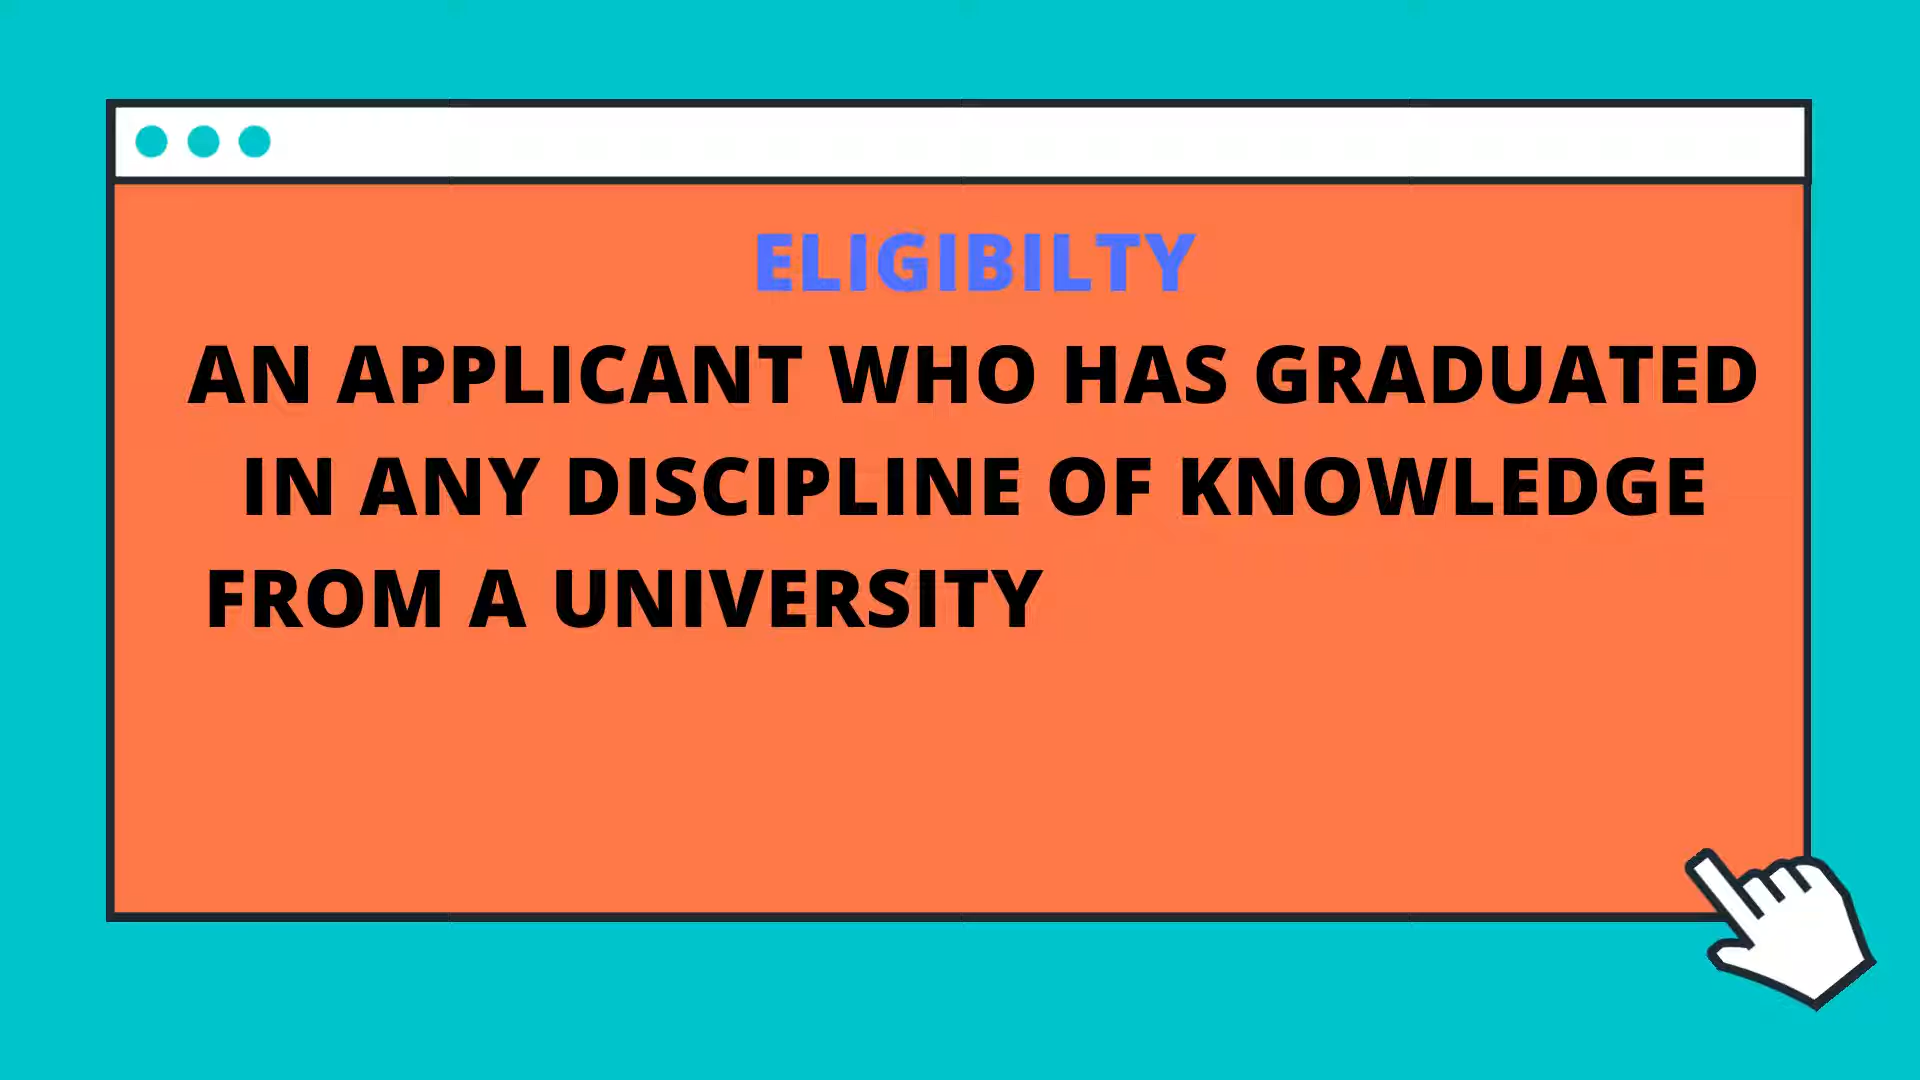 ELIGIBILTY
AN APPLICANT WHO HAS GRADUATED
IN ANY DISCIPLINE OF KNOWLEDGE
FROM A UNIVERSITY